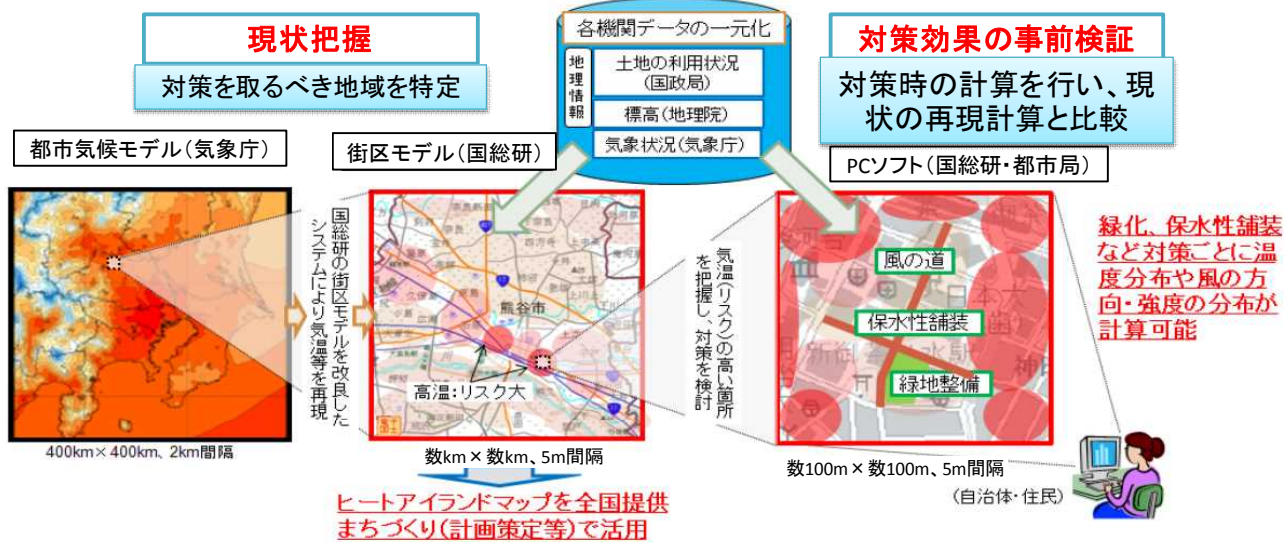 現状把握
対策を取るべき地域を特定
各機関データの一元化
地理情報
土地の利用状況
(国政局)
標高(地理院)
気象状況(気象庁)
対策効果の事前検証
対策時の計算を行い、現
状の再現計算と比較
都市気候モデル(気象庁)
街区モデル(国総研)
PCソフト(国総研・都市局)
400km×400km、2km間隔
国総研の街区モデルを改良した
システムにより気温等を再現
熊谷市
高温:リスク大
数km×数km、5m間隔
ヒートアイランドマップを全国提供
まちづくり(計画策定等)で活用
気温(リスク)の高い箇所
を把握し、対策を検討
風の道
保水性舗装
緑地整備
数100m×数100m、5m間隔
(自治体・住民)
緑化、保水性舗装
など対策ごとに温
度分布や風の方
向・強度の分布が
計算可能